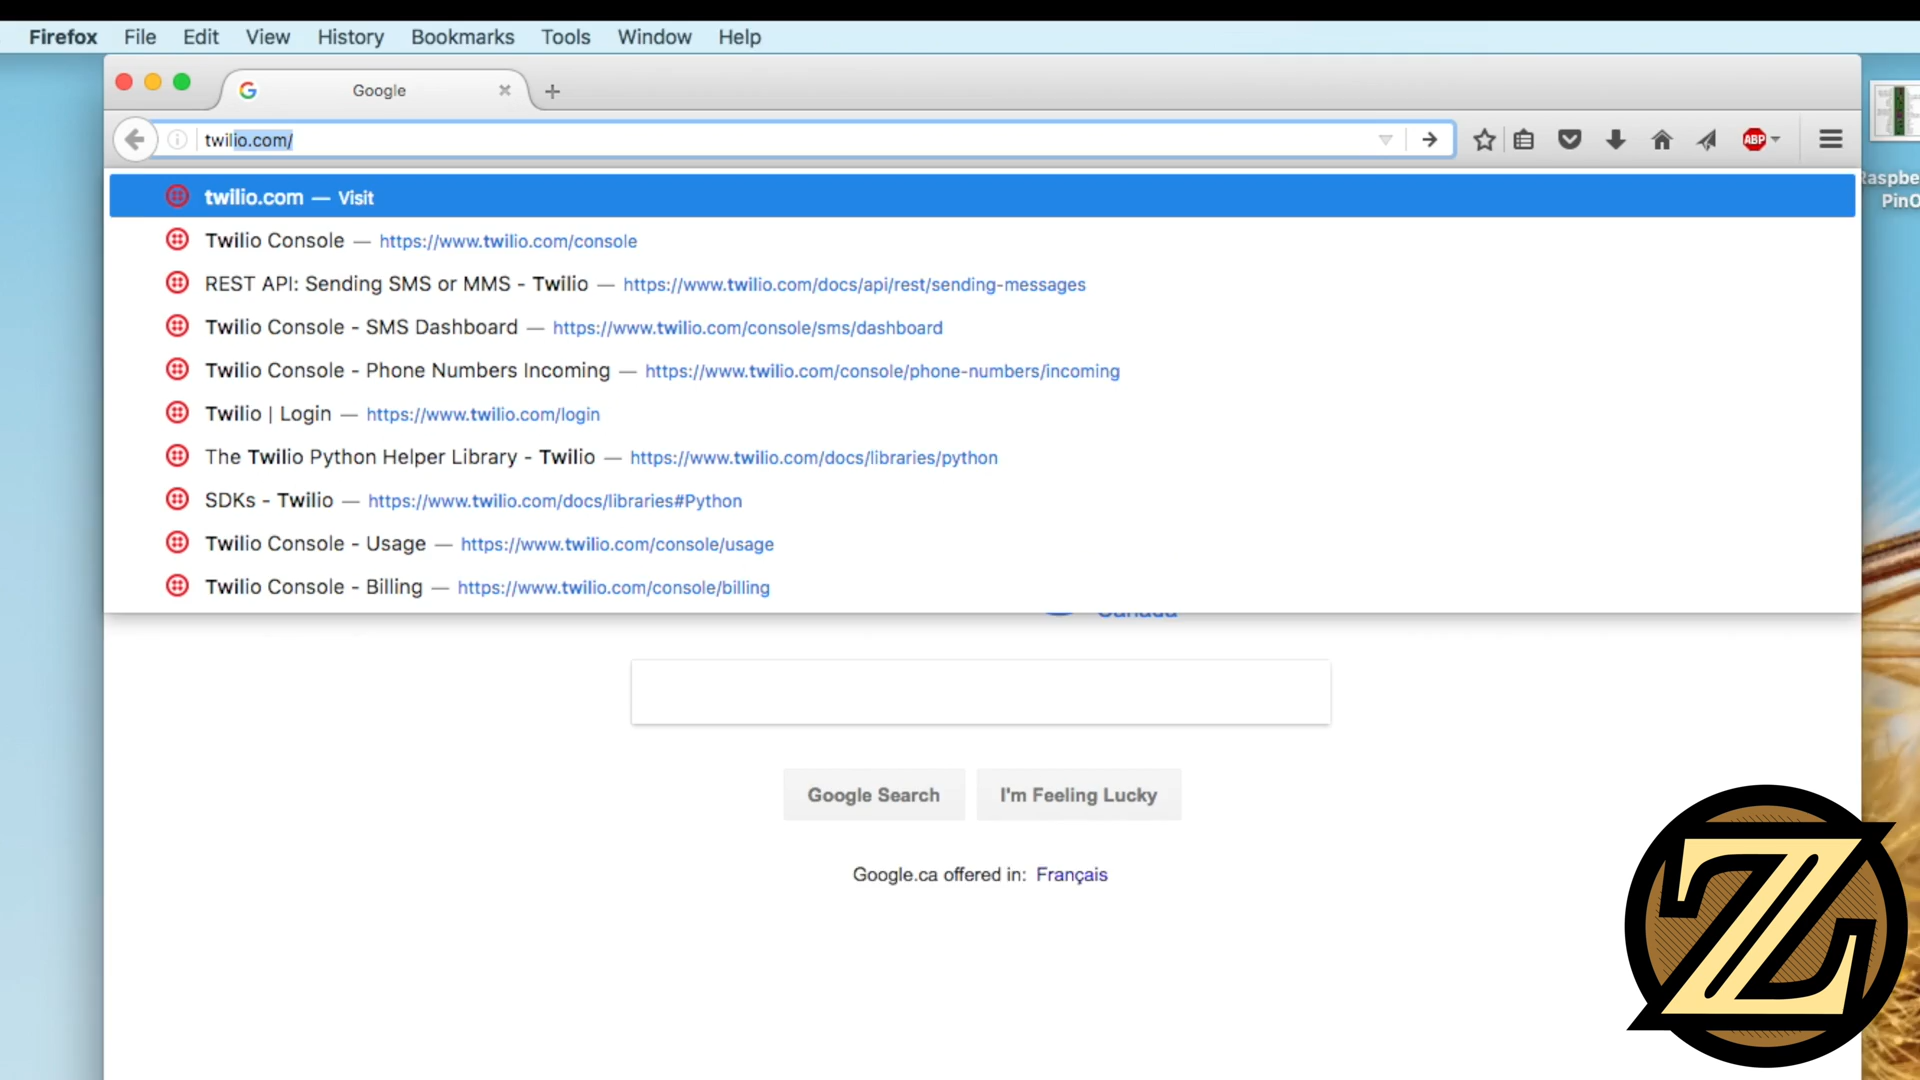 Firefox File Edit View History Bookmarks Tools Window Help
Google
twilio.com/
ABP
twilio.com — Visit
Twilio Console — https://www.twilio.com/console
REST API: Sending SMS or MMS - Twilio — https://www.twilio.com/docs/api/rest/sending-messages
Twilio Console - SMS Dashboard — https://www.twilio.com/console/sms/dashboard
Twilio Console - Phone Numbers Incoming — https://www.twilio.com/console/phone-numbers/incoming
Twilio | Login — https://www.twilio.com/login
The Twilio Python Helper Library - Twilio — https://www.twilio.com/docs/libraries/python
SDKs - Twilio — https://www.twilio.com/docs/libraries#Python
Twilio Console - Usage — https://www.twilio.com/console/usage
Twilio Console - Billing — https://www.twilio.com/console/billing
Canada
Google Search I'm Feeling Lucky
Google.ca offered in: Français
Raspbe
PinO
Z